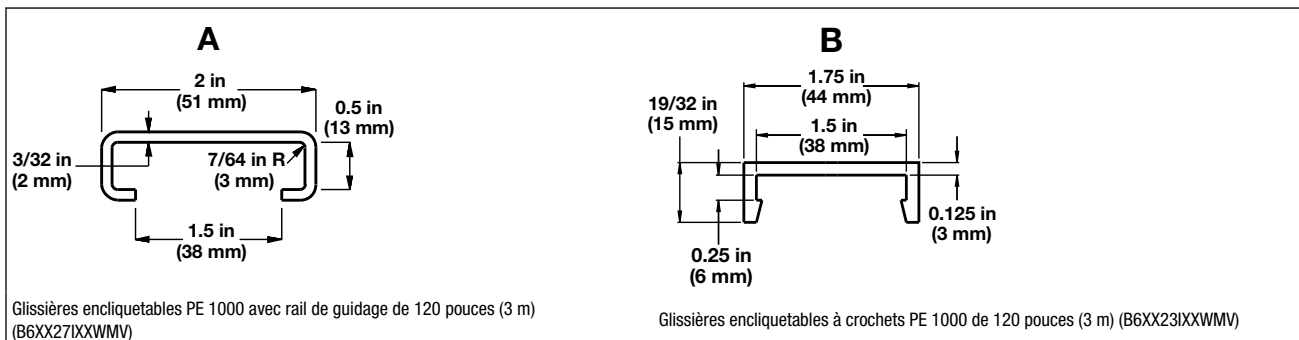 A
2 in
(51 mm)
0.5 in
(13 mm)
3/32 in
(2 mm)
7/64 in R
(3 mm)
1.5 in
(38 mm)
Glissières encliquetables PE 1000 avec rail de guidage de 120 pouces (3 m)
(B6XX27IXXWMV)
B
1.75 in
(44 mm)
19/32 in
(15 mm)
1.5 in
(38 mm)
0.125 in
(3 mm)
0.25 in
(6 mm)
Glissières encliquetables à crochets PE 1000 de 120 pouces (3 m) (B6XX23IXXWMV)